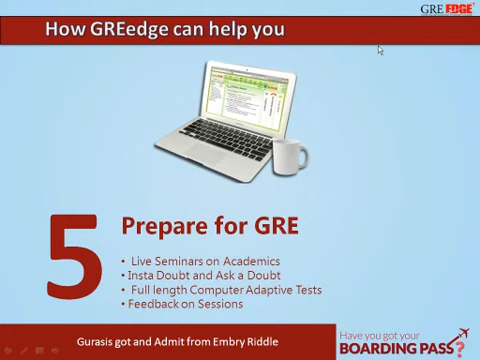 GRE EDGE
How GREedge can help you
5
Prepare for GRE
• Live Seminars on Academics
• Insta Doubt and Ask a Doubt
• Full length Computer Adaptive Tests
• Feedback on Sessions
Gurasis got and Admit from Embry Riddle
Have you got your
BOARDING PASS?